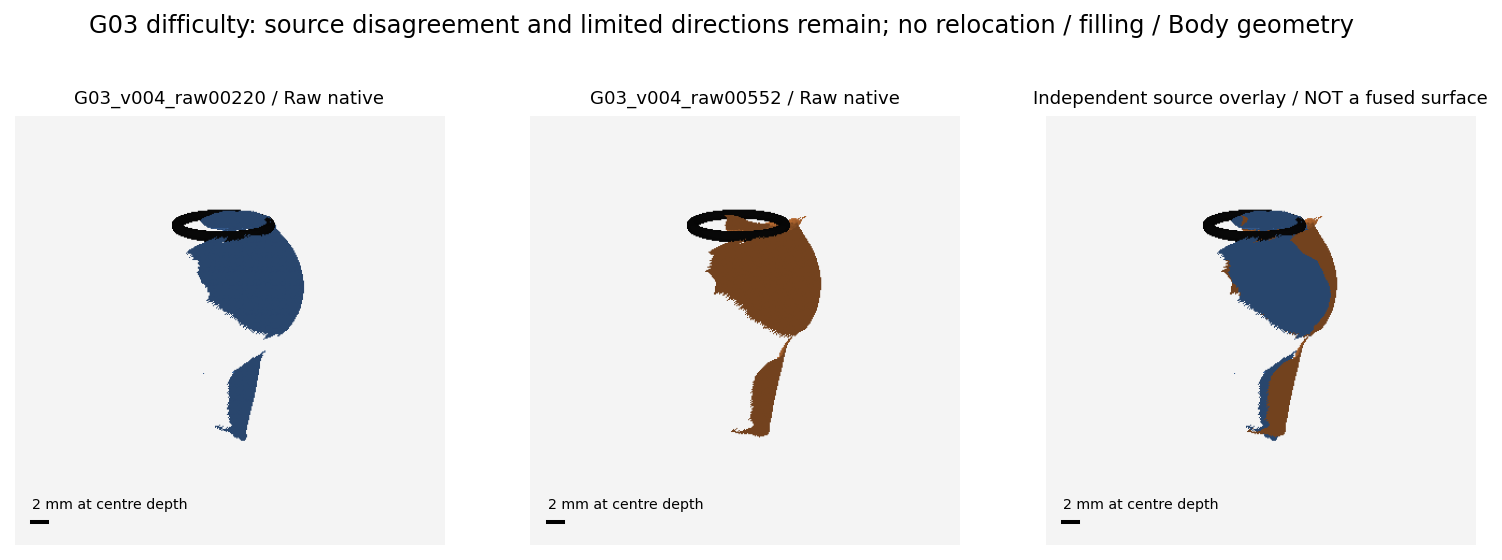 G03 difficulty: source disagreement and limited directions remain; no relocation / filling / Body geometry
G03_v004_raw00220 / Raw native
G03_v004_raw00552 / Raw native
Independent source overlay / NOT a fused surface
2 mm at centre depth
2 mm at centre depth
2 mm at centre depth